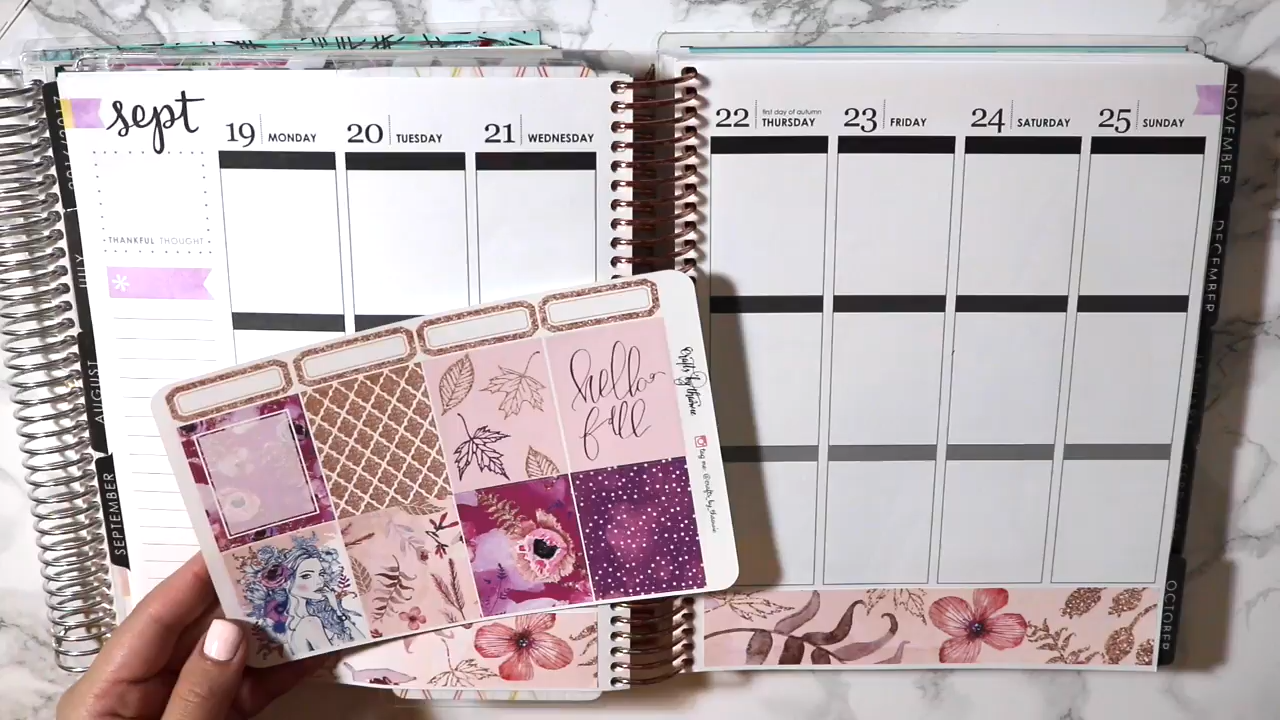 sept
19 MONDAY
20 TUESDAY
21 WEDNESDAY
22 first day of autumn THURSDAY
23 FRIDAY
24 SATURDAY
25 SUNDAY
THANKFUL THOUGHT
*
hello
fall
JULY
AUGUST
SEPTEMBER
NOVEMBER
DECEMBER
OCTOBER